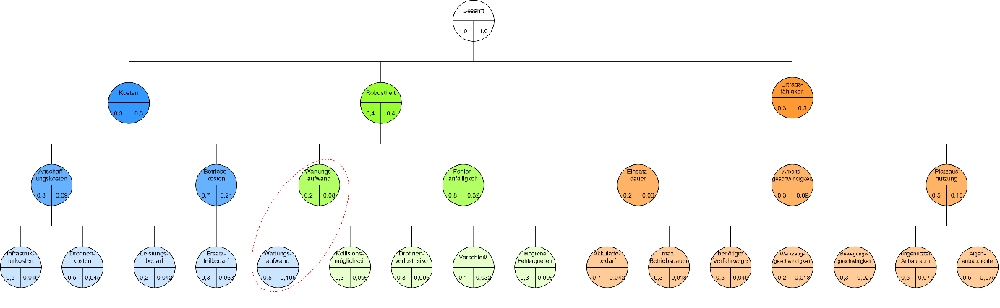 Gesamt
1,0 1,0
Kosten
0,3 0,3
Robustheit
0,4 0,4
Ertrags-
fähigkeit
0,3 0,3
Anschaff-
ungskosten
0,3 0,09
Betriebs-
kosten
0,7 0,21
Wartungs-
aufwand
0,2 0,08
Fehler-
anfälligkeit
0,8 0,32
Einsatz-
dauer
0,2 0,06
Arbeits-
geschwindigkeit
0,3 0,09
Platzaus
nutzung
0,5 0,15
Infrastruk-
turkosten
0,5 0,045
Drohnen-
kosten
0,5 0,045
Leistungs-
bedarf
0,2 0,042
Ersatz-
teilbedarf
0,3 0,063
Wartungs-
aufwand
0,5 0,105
Kollisions-
möglichkeit
0,3 0,096
Drohnen-
verlustrisiko
0,3 0,096
Verschleiß
0,1 0,032
Mögliche
Fehlerquellen
0,3 0,096
Akkulade-
bedarf
0,7 0,042
max.
Betriebsdauer
0,3 0,018
benötigte
Verfahrwege
0,5 0,045
Werkzeug-
geschwindigkeit
0,2 0,018
Bewegungs-
geschwindigkeit
0,3 0,027
ungenutzter
Anbauraum
0,5 0,075
Algen-
anbaudichte
0,5 0,075